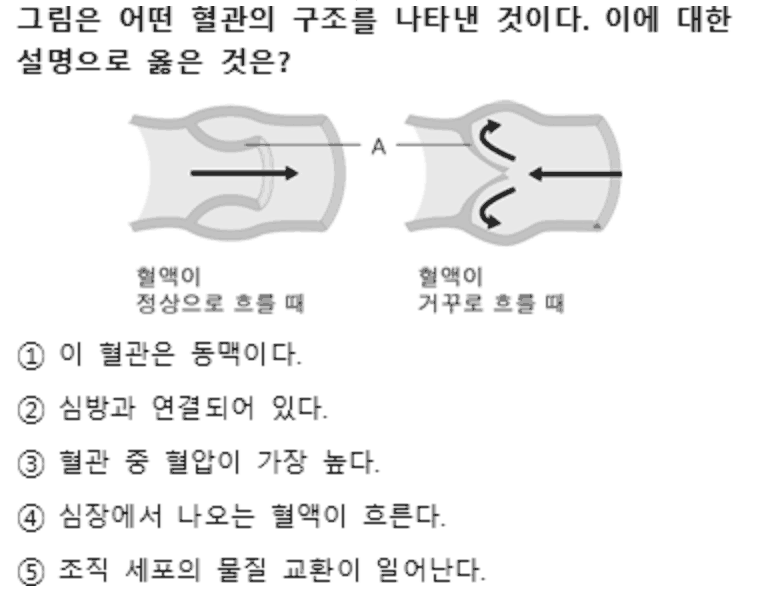 그림은 어떤 혈관의 구조를 나타낸 것이다. 이에 대한
설명으로 옳은 것은?
A
혈액이
정상으로 흐를 때
혈액이
거꾸로 흐를 때
① 이 혈관은 동맥이다.
② 심방과 연결되어 있다.
③ 혈관 중 혈압이 가장 높다.
④ 심장에서 나오는 혈액이 흐른다.
⑤ 조직 세포의 물질 교환이 일어난다.